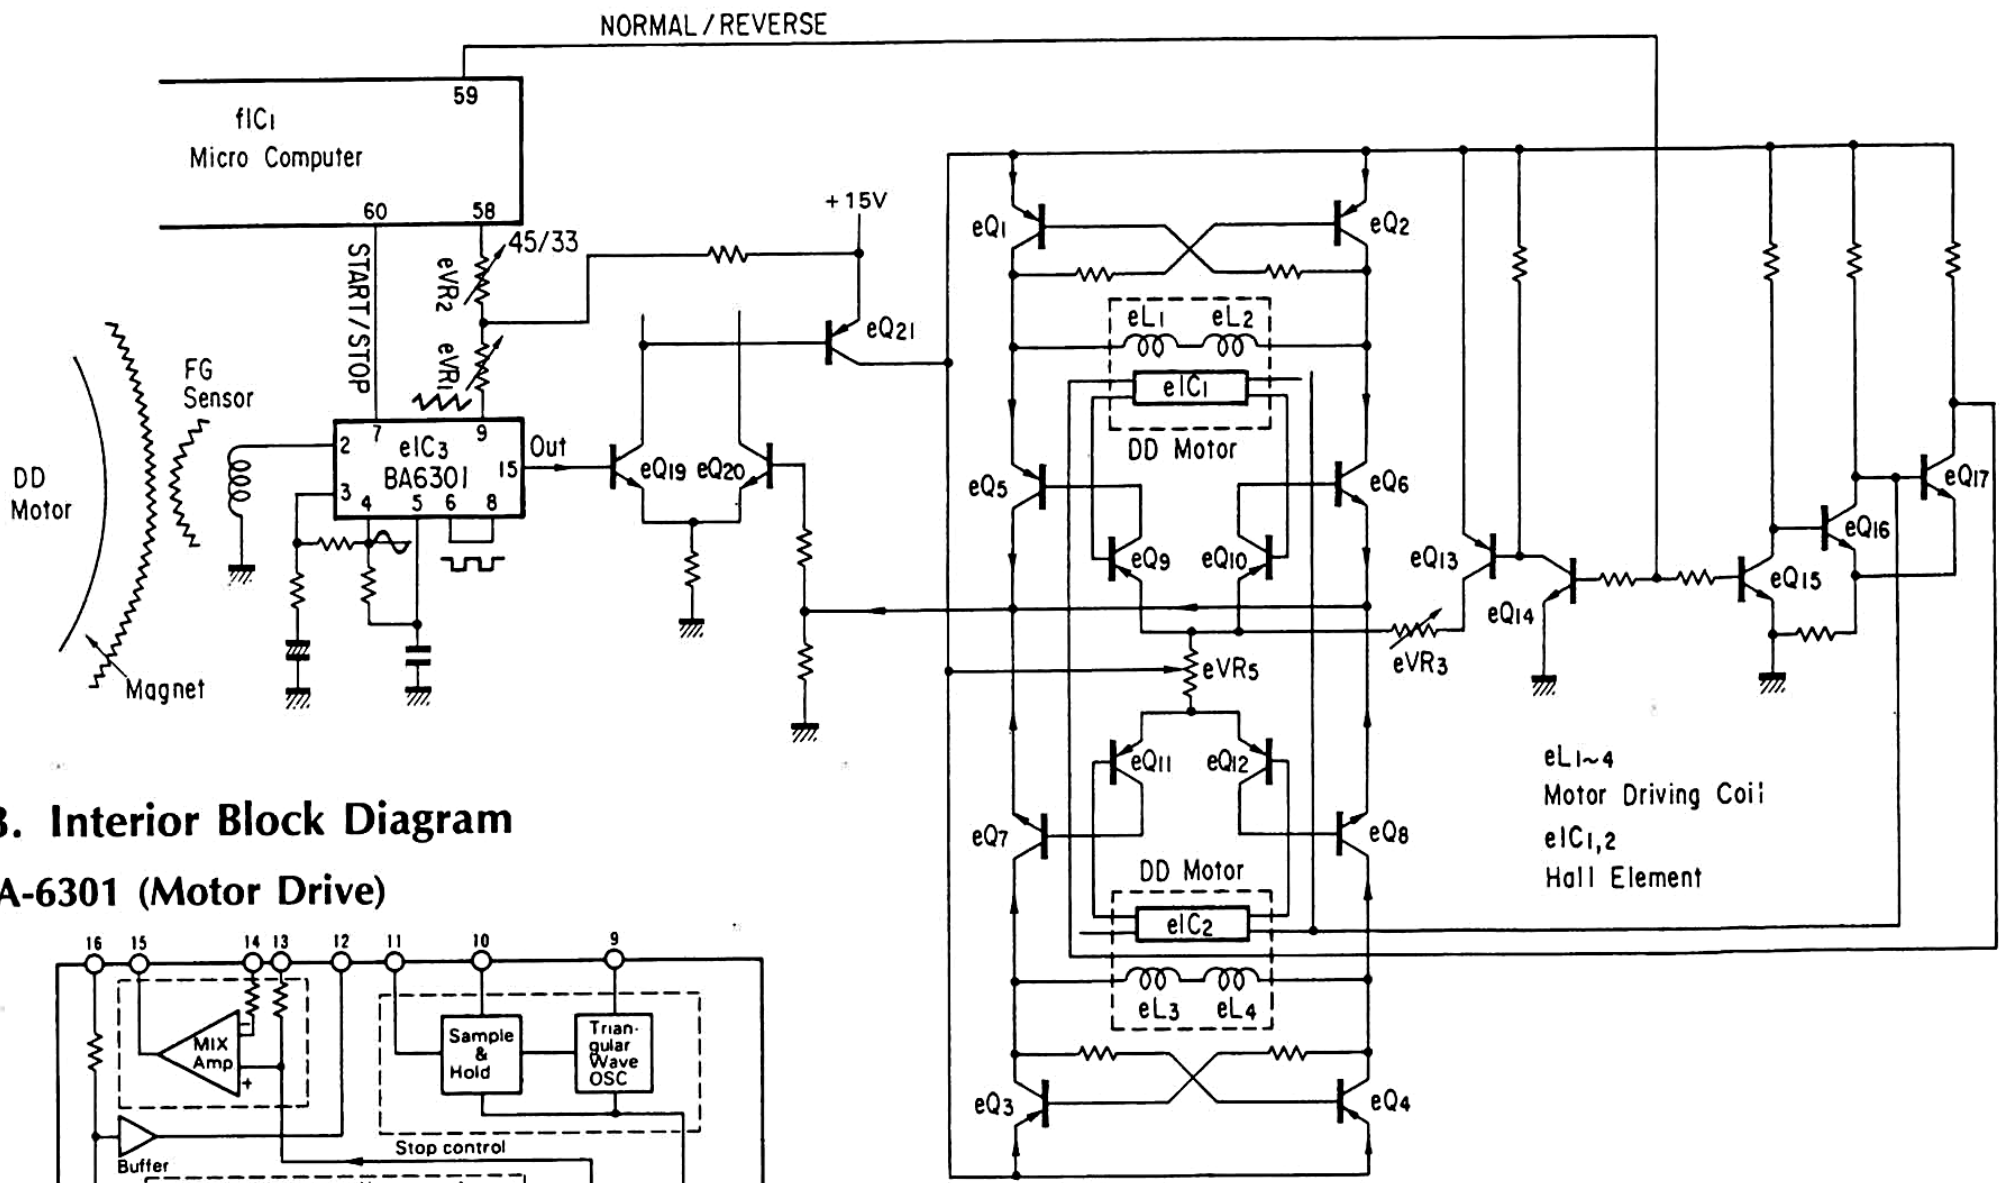 NORMAL/REVERSE
59
fIC1
Micro Computer
60
58
45/33
START/STOP
eVR2
eVR1
+15V
eQ21
FG
Sensor
DD
Motor
Magnet
2
7
9
eIC3
BA6301
15
3
4
5
6
8
Out
eQ19
eQ20
eQ1
eQ2
eL1
eL2
eIC1
DD Motor
eQ5
eQ6
eQ9
eQ10
eQ13
eQ14
eQ15
eQ16
eQ17
eVR3
eVR5
eQ11
eQ12
eQ7
eQ8
DD Motor
eIC2
eL3
eL4
eQ3
eQ4
eL1~4
Motor Driving Coil
eIC1,2
Hall Element
3. Interior Block Diagram
A-6301 (Motor Drive)
16
15
14
13
12
11
10
9
MIX
Amp
-
+
Sample
&
Hold
Trian-
gular
Wave
OSC
Stop control
Buffer